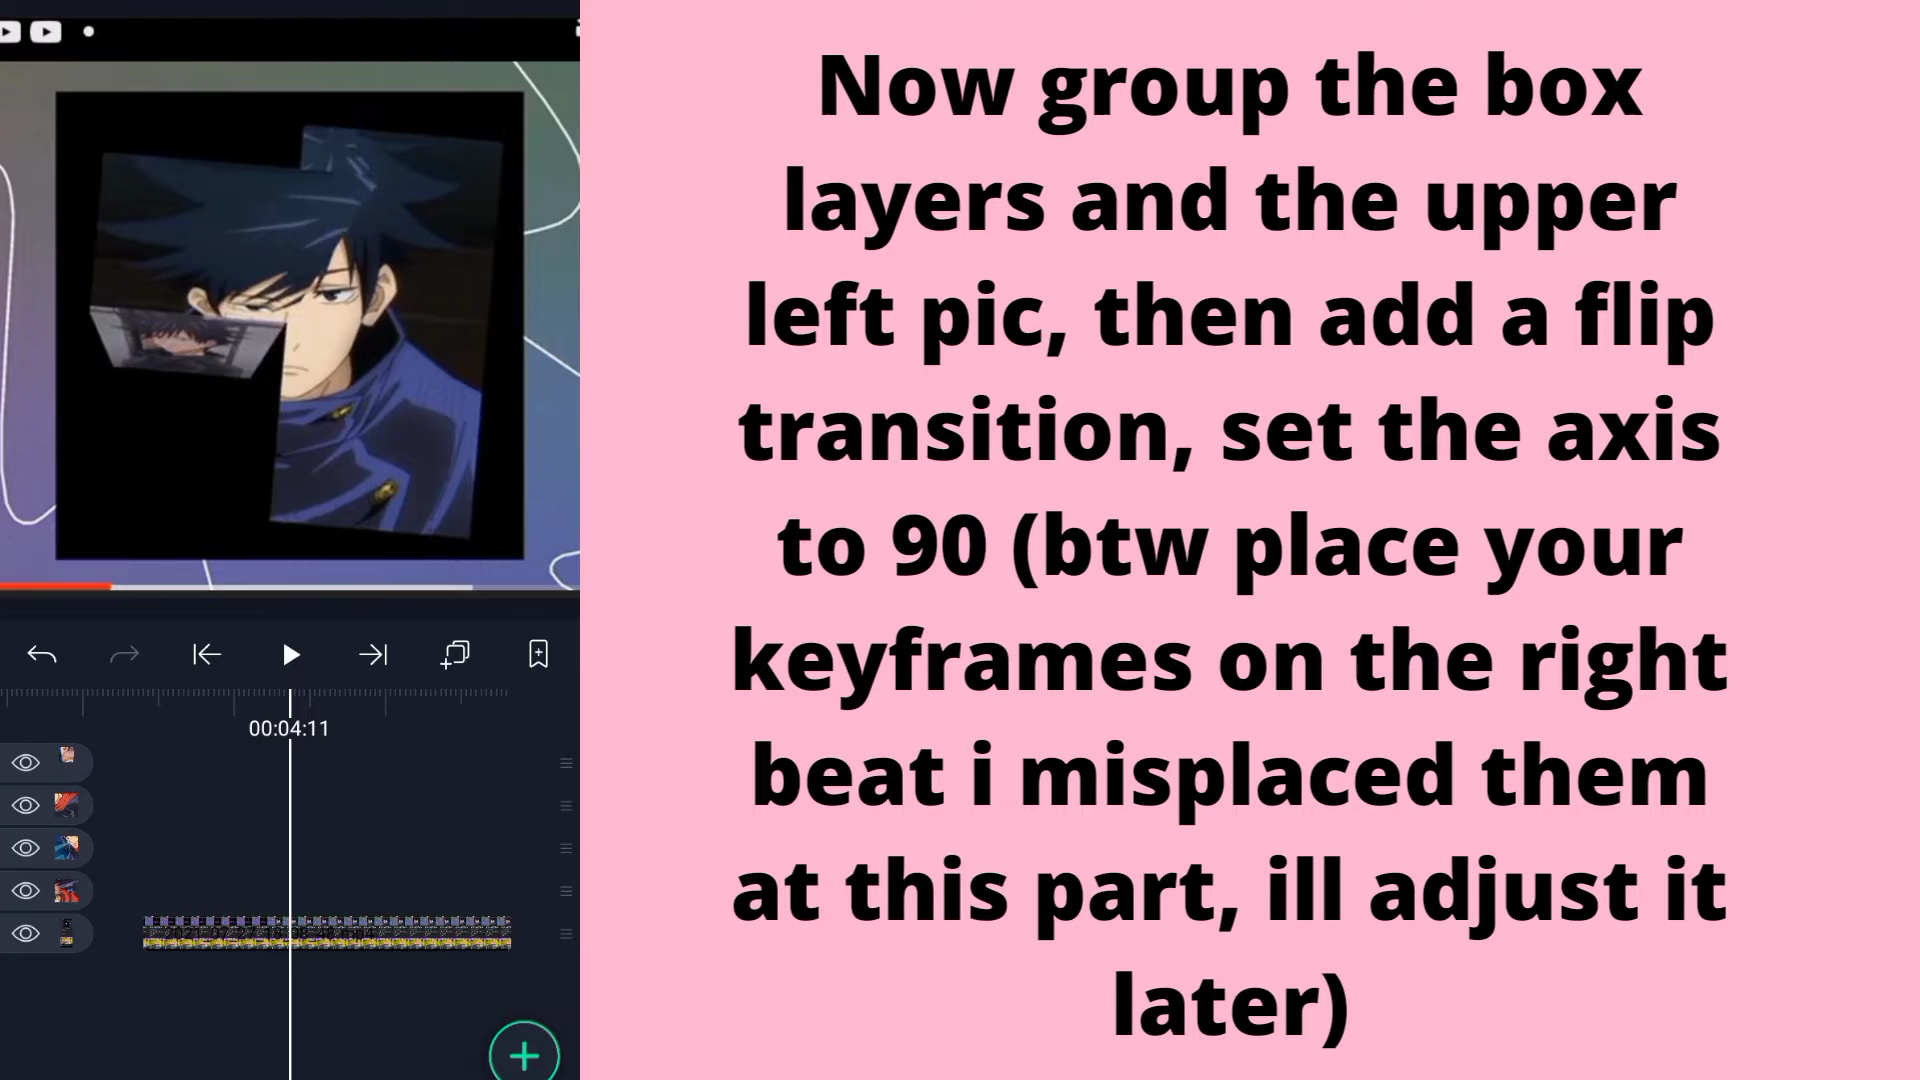 Now group the box
layers and the upper
left pic, then add a flip
transition, set the axis
to 90 (btw place your
keyframes on the right
beat i misplaced them
at this part, ill adjust it
later)
00:04:11